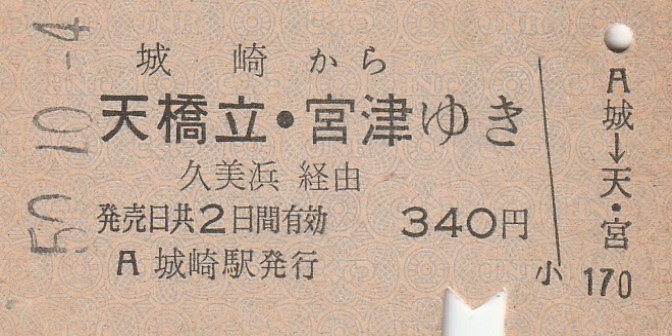 50.10.-4
城崎から
天橋立・宮津ゆき
久美浜 経由
発売日共2日間有効 340円
A 城崎駅発行
小
A
城→天・宮
170